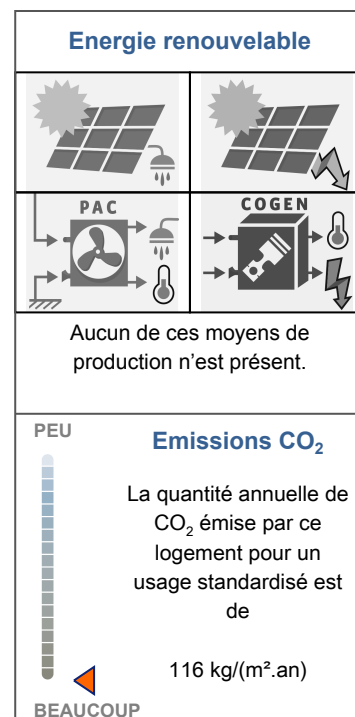 Energie renouvelable
PAC
COGEN
Aucun de ces moyens de
production n’est présent.
PEU
Emissions CO₂
La quantité annuelle de
CO₂ émise par ce
logement pour un
usage standardisé est
de
116 kg/(m².an)
BEAUCOUP